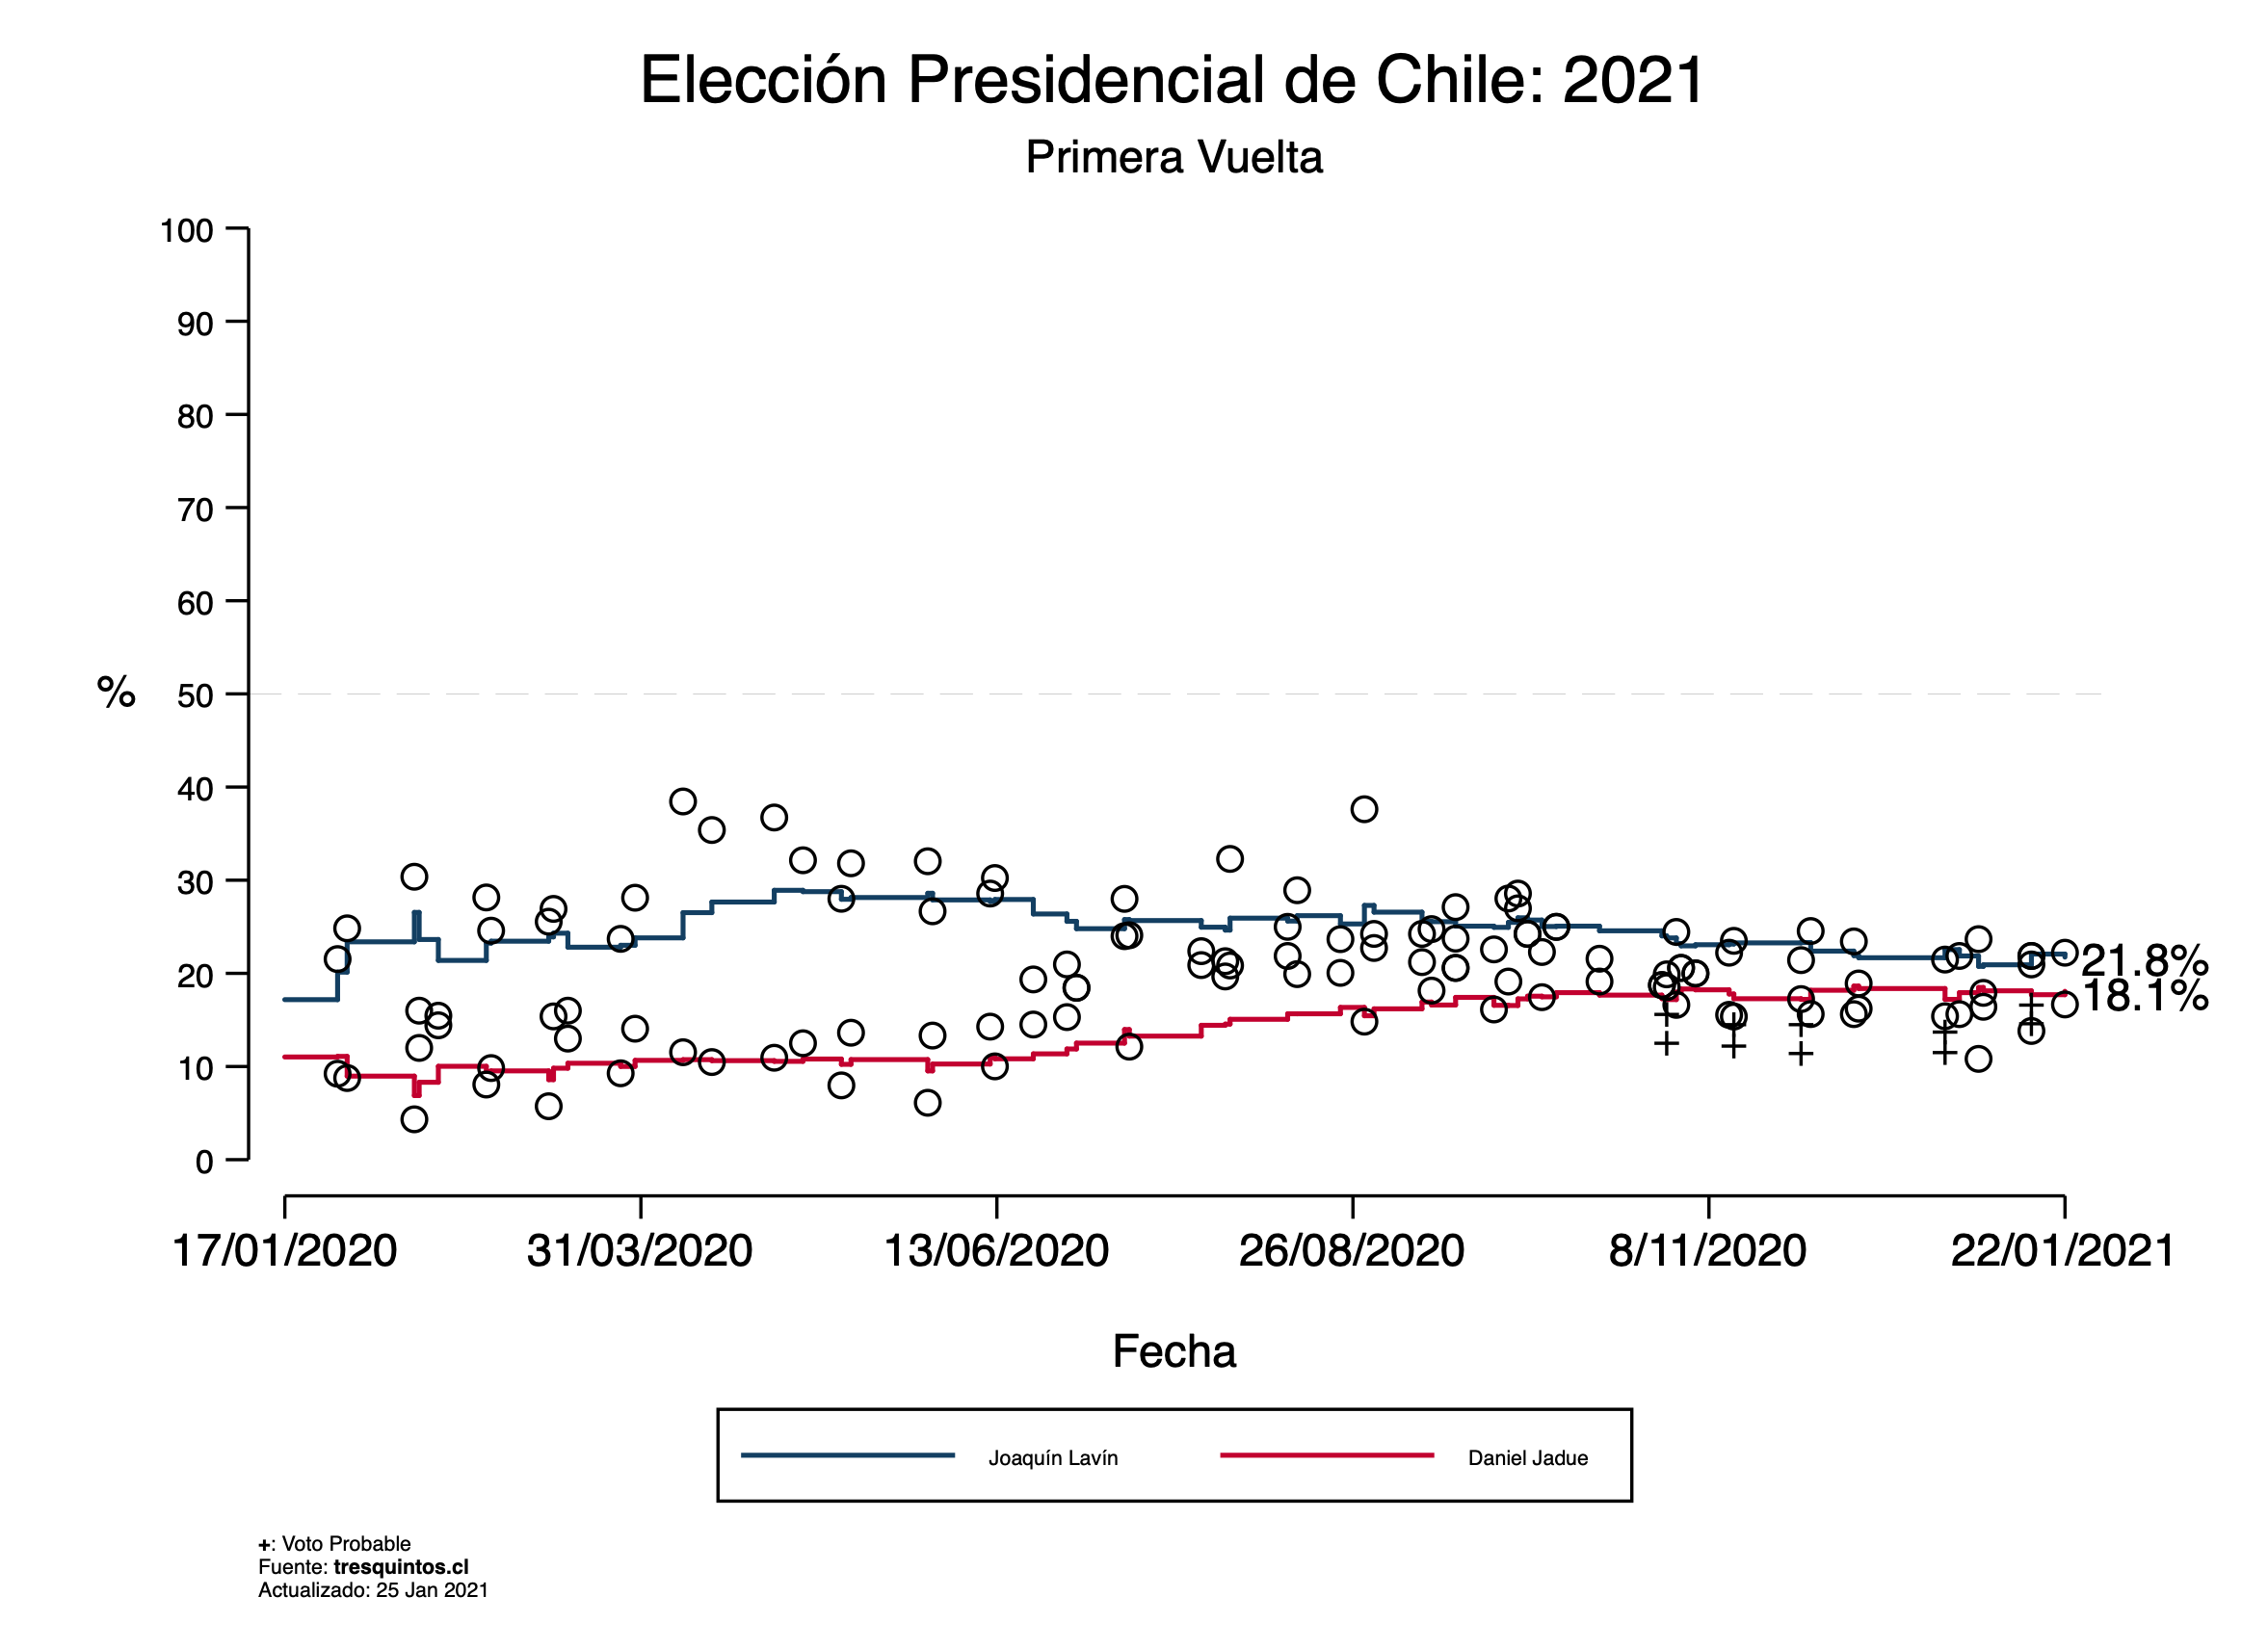 Elección Presidencial de Chile: 2021
Primera Vuelta
100
90
80
70
60
%
50
40
30
20
10
0
21.8%
18.1%
17/01/2020 31/03/2020 13/06/2020 26/08/2020 8/11/2020 22/01/2021
Fecha
Joaquín Lavín Daniel Jadue
+: Voto Probable
Fuente: tresquintos.cl
Actualizado: 25 Jan 2021